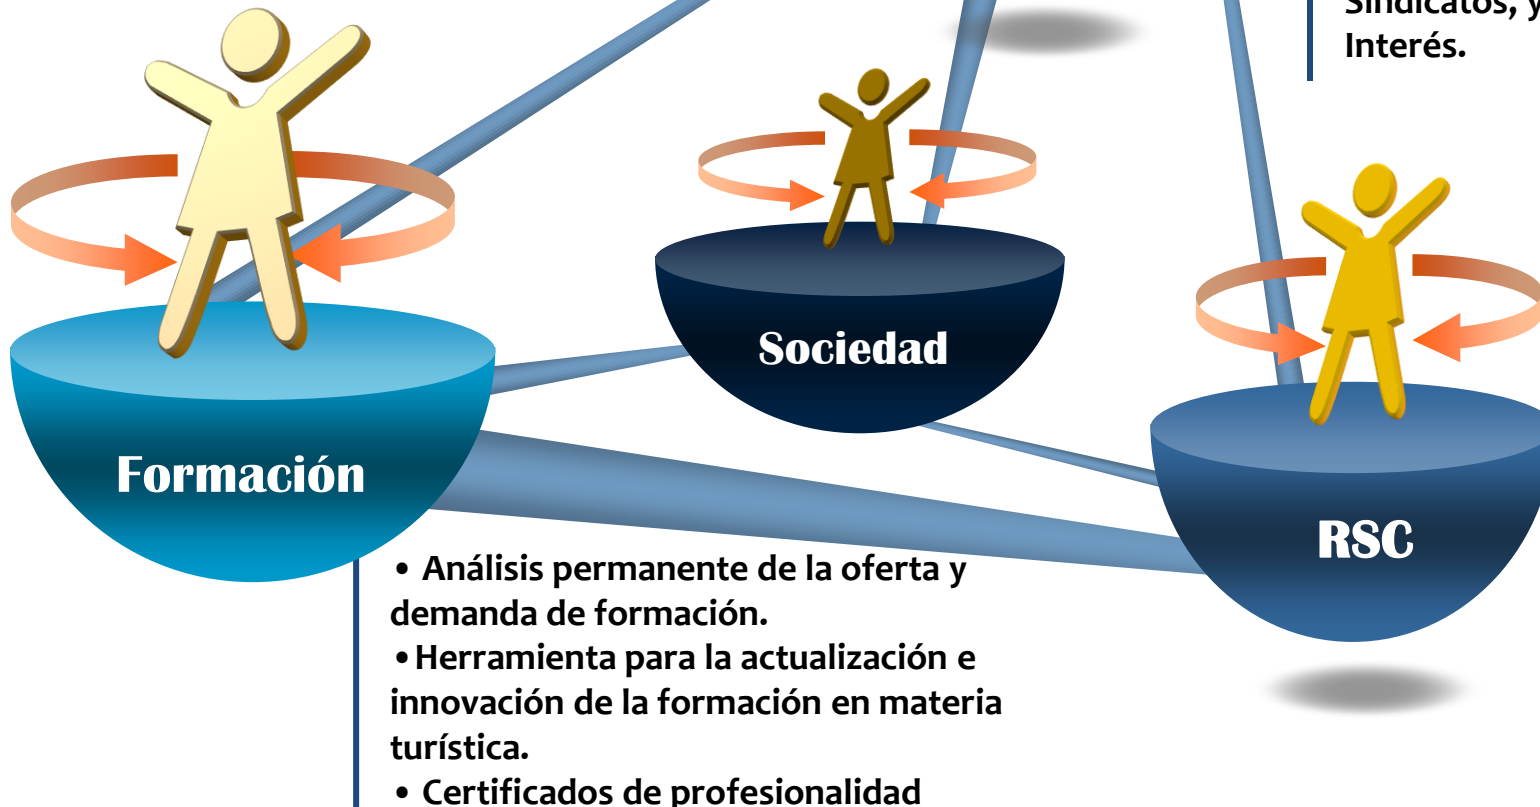 Sindicatos, y
Interés.
Sociedad
Formación
RSC
• Análisis permanente de la oferta y
demanda de formación.
• Herramienta para la actualización e
innovación de la formación en materia
turística.
• Certificados de profesionalidad